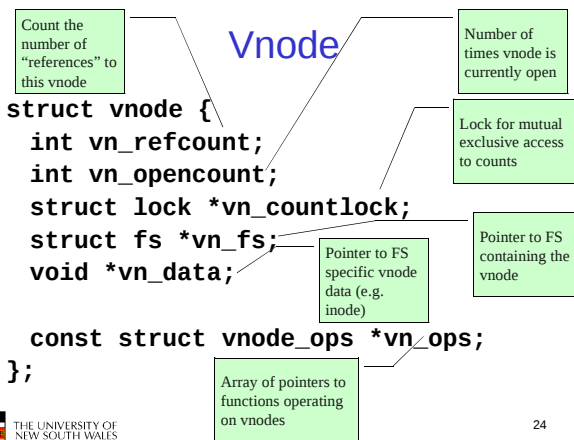 Count the
number of
“references” to
this vnode
Vnode
Number of
times vnode is
currently open
struct vnode {
int vn_refcount;
int vn_opencount;
struct lock *vn_countlock;
struct fs *vn_fs;
void *vn_data;
const struct vnode_ops *vn_ops;
};
Lock for mutual
exclusive access
to counts
Pointer to FS
containing the
vnode
Pointer to FS
specific vnode
data (e.g.
inode)
Array of pointers to
functions operating
on vnodes
THE UNIVERSITY OF
NEW SOUTH WALES
24